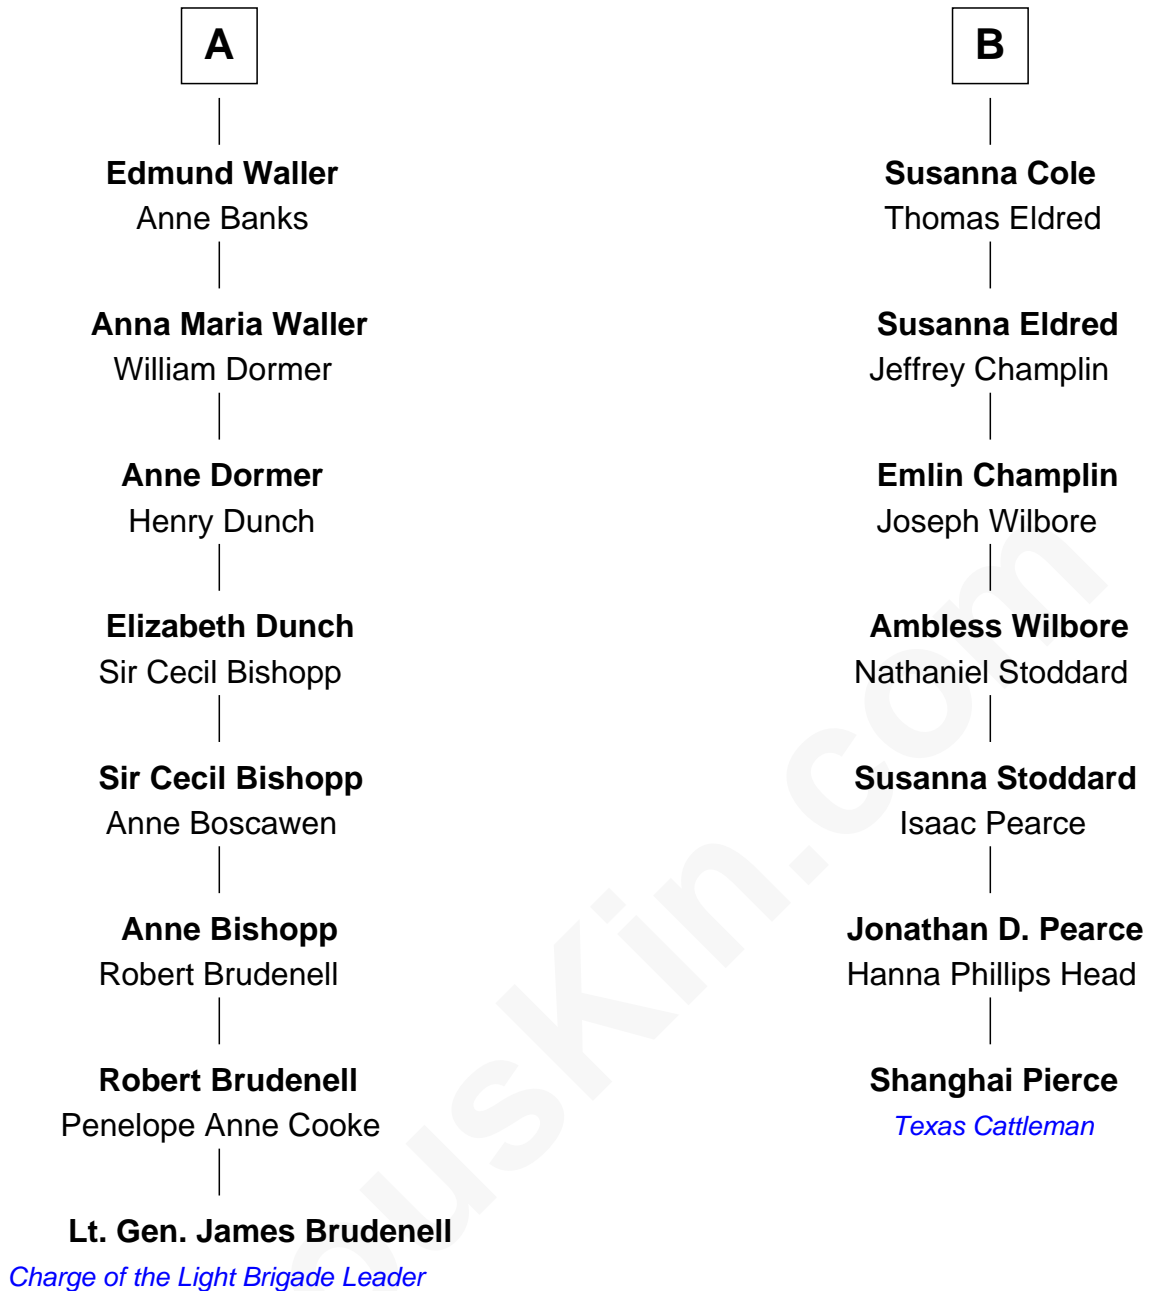 A
Edmund Waller
Anne Banks
Anna Maria Waller
William Dormer
Anne Dormer
Henry Dunch
Elizabeth Dunch
Sir Cecil Bishopp
Sir Cecil Bishopp
Anne Boscawen
Anne Bishopp
Robert Brudenell
Robert Brudenell
Penelope Anne Cooke
Lt. Gen. James Brudenell
Charge of the Light Brigade Leader
B
Susanna Cole
Thomas Eldred
Susanna Eldred
Jeffrey Champlin
Emlin Champlin
Joseph Wilbore
Ambless Wilbore
Nathaniel Stoddard
Susanna Stoddard
Isaac Pearce
Jonathan D. Pearce
Hanna Phillips Head
Shanghai Pierce
Texas Cattleman
ousKin.com